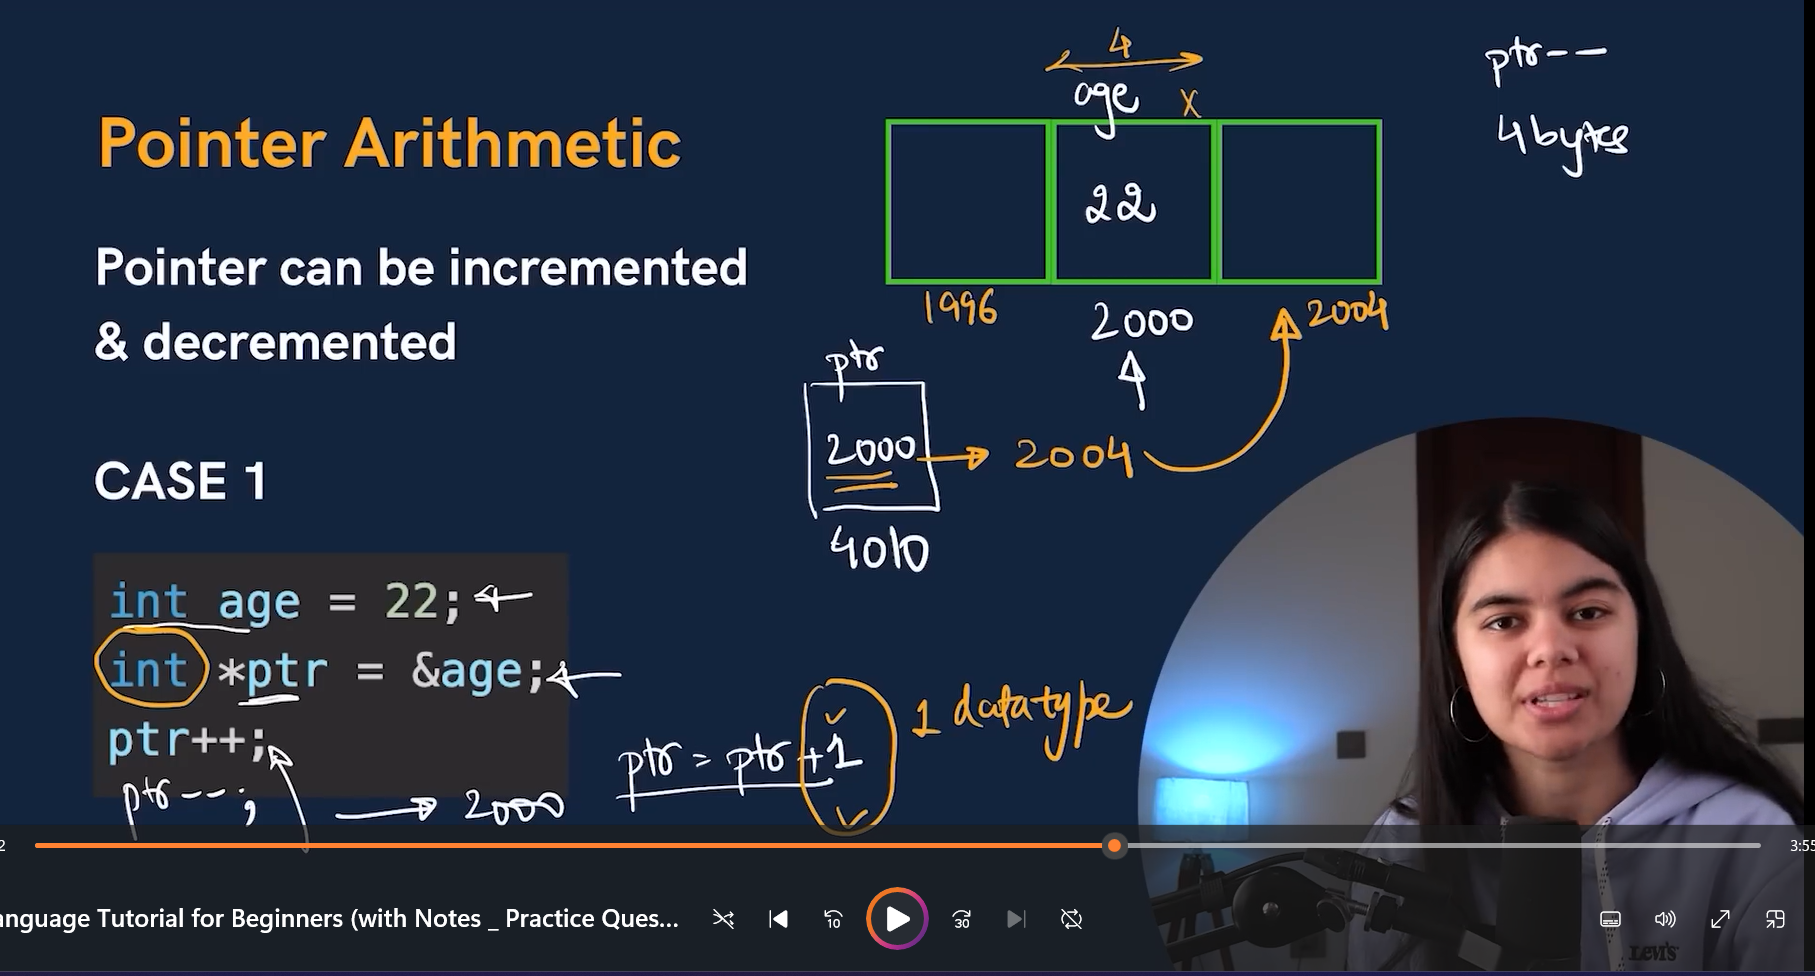 Pointer Arithmetic
Pointer can be incremented
& decremented
CASE 1
int age = 22;
int *ptr = &age;
ptr++;
ptr--;
2000
ptr = ptr + 1
1 datatype
4
age x
22
1996
2000
2004
ptr
2000
2004
4010
ptr--
4 bytes
2
3:55
anguage Tutorial for Beginners (with Notes _ Practice Ques...
10
30
LEVI'S